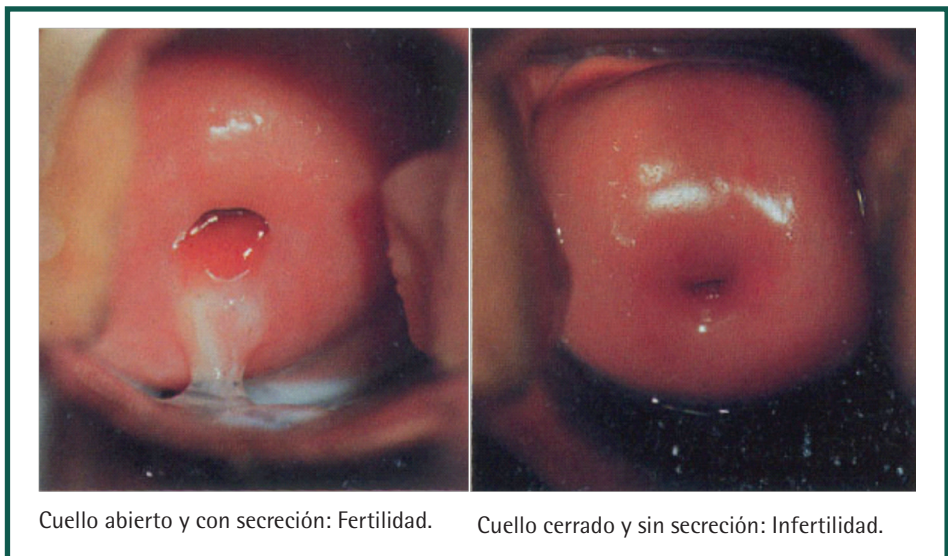 Cuello abierto y con secreción: Fertilidad.
Cuello cerrado y sin secreción: Infertilidad.